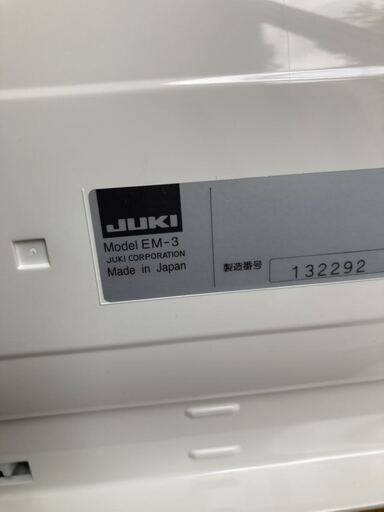 JUKI
Model EM-3
JUKI CORPORATION
Made in Japan
製造番号 132292